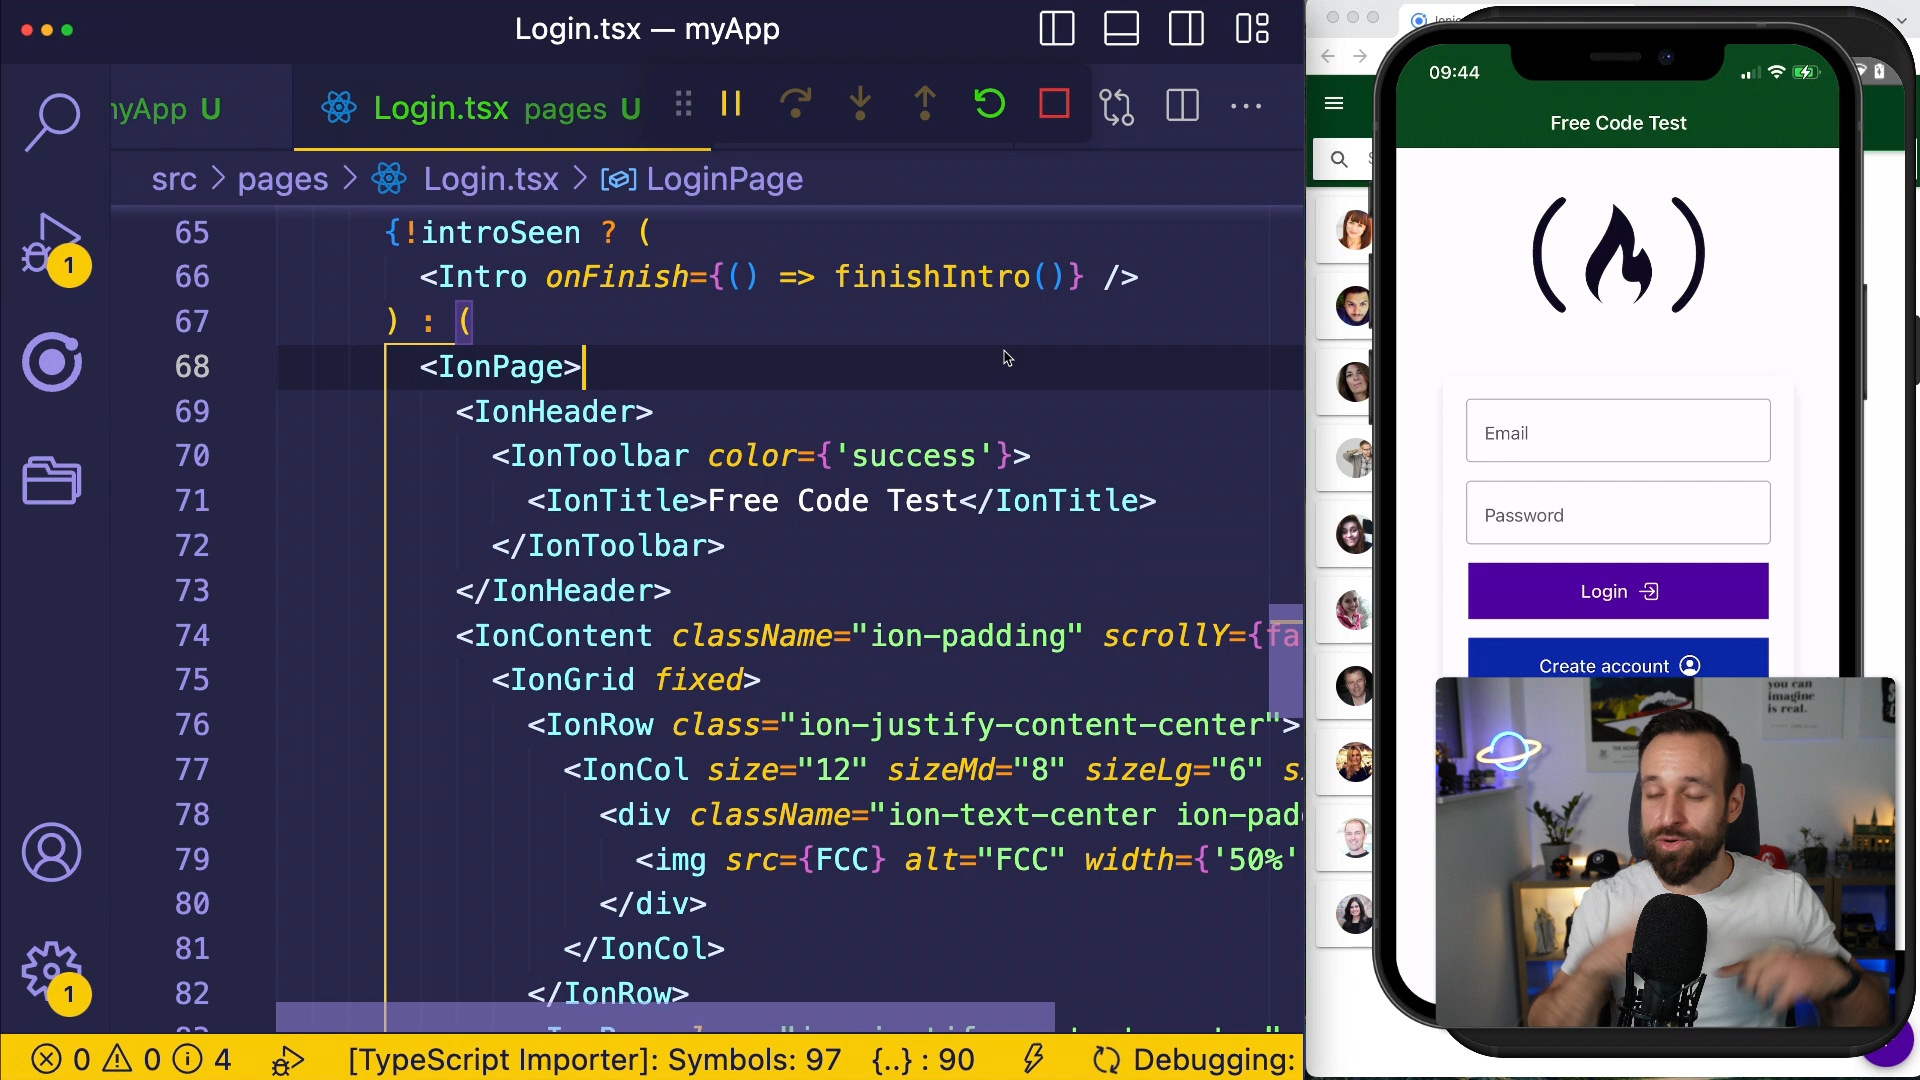 Login.tsx — myApp
myApp U
Login.tsx pages U
src > pages > Login.tsx > LoginPage
65 {!introSeen ? (
66 <Intro onFinish={() => finishIntro()} />
67 ) : (
68 <IonPage>
69 <IonHeader>
70 <IonToolbar color={'success'}>
71 <IonTitle>Free Code Test</IonTitle>
72 </IonToolbar>
73 </IonHeader>
74 <IonContent className="ion-padding" scrollY={fa
75 <IonGrid fixed>
76 <IonRow class="ion-justify-content-center">
77 <IonCol size="12" sizeMd="8" sizeLg="6" s
78 <div className="ion-text-center ion-pad
79 <img src={FCC} alt="FCC" width={'50%'
80 </div>
81 </IonCol>
82 </IonRow>
1
1
0 0 4 [TypeScript Importer]: Symbols: 97 {..} : 90 Debugging:
09:44
Free Code Test
Email
Password
Login
Create account
you can
imagine
is real.